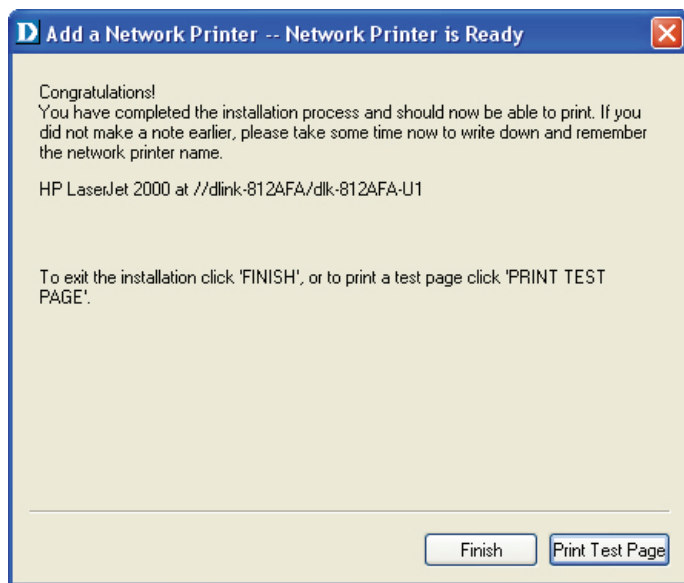 D Add a Network Printer -- Network Printer is Ready
Congratulations!
You have completed the installation process and should now be able to print. If you
did not make a note earlier, please take some time now to write down and remember
the network printer name.
HP LaserJet 2000 at //dlink-812AFA/dlk-812AFA-U1
To exit the installation click 'FINISH', or to print a test page click 'PRINT TEST
PAGE'.
Finish
Print Test Page